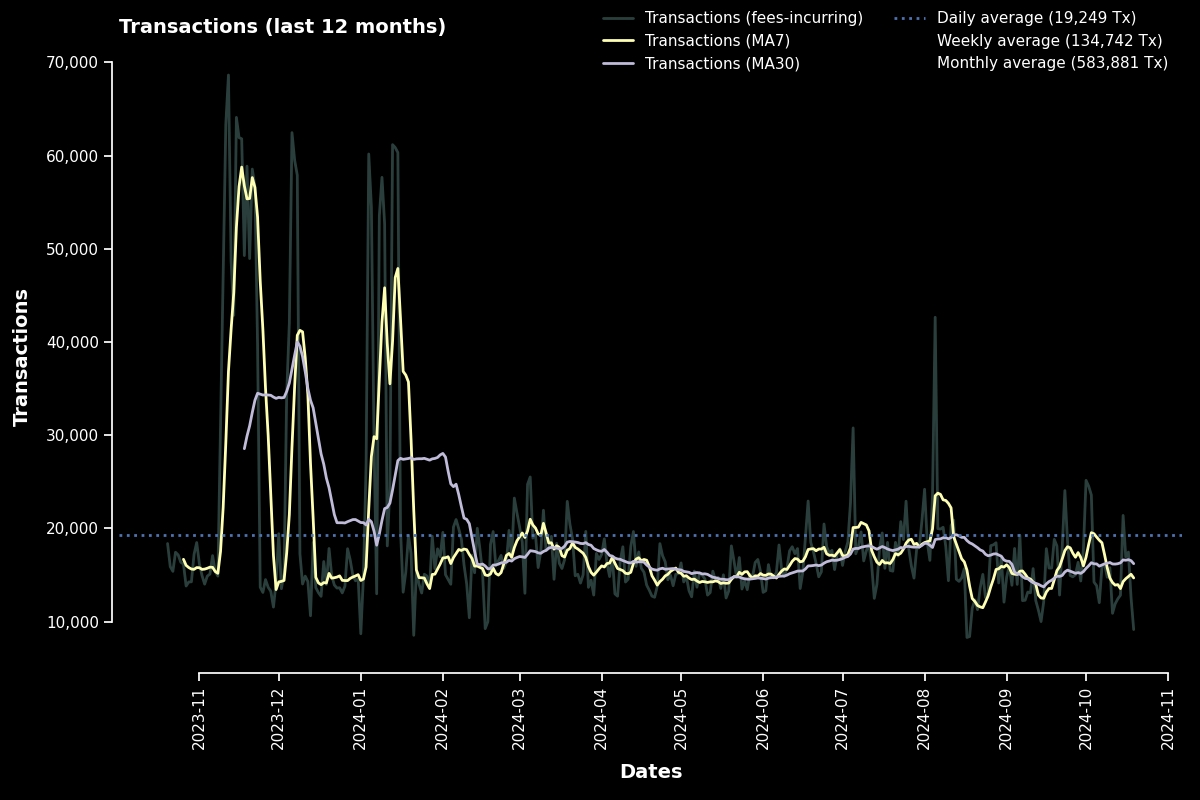 Transactions (last 12 months)
Transactions (fees-incurring)
Transactions (MA7)
Transactions (MA30)
Daily average (19,249 Tx)
Weekly average (134,742 Tx)
Monthly average (583,881 Tx)
Transactions
70,000
60,000
50,000
40,000
30,000
20,000
10,000
2023-11
2023-12
2024-01
2024-02
2024-03
2024-04
2024-05
2024-06
2024-07
2024-08
2024-09
2024-10
2024-11
Dates